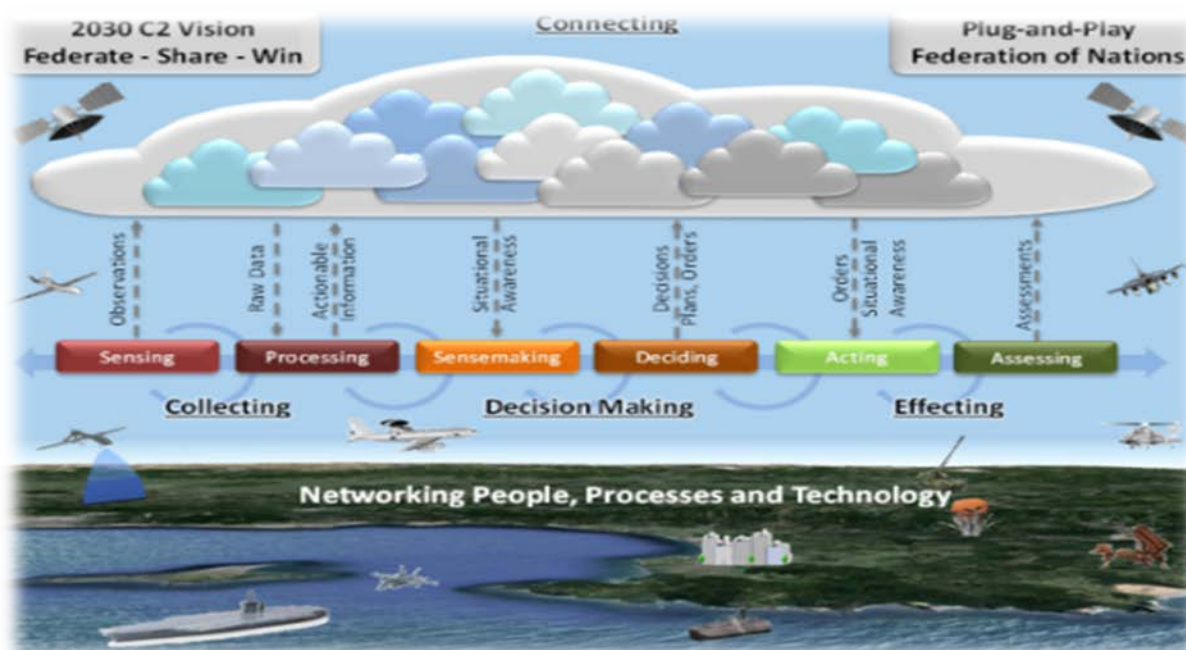 2030 C2 Vision
Federate - Share - Win
Connecting
Plug-and-Play
Federation of Nations
Observations
Raw Data
Actionable
Information
Situational
Awareness
Decisions
Plans, Orders
Orders
Situational
Awareness
Assessments
Sensing
Processing
Sensemaking
Deciding
Acting
Assessing
Collecting
Decision Making
Effecting
Networking People, Processes and Technology